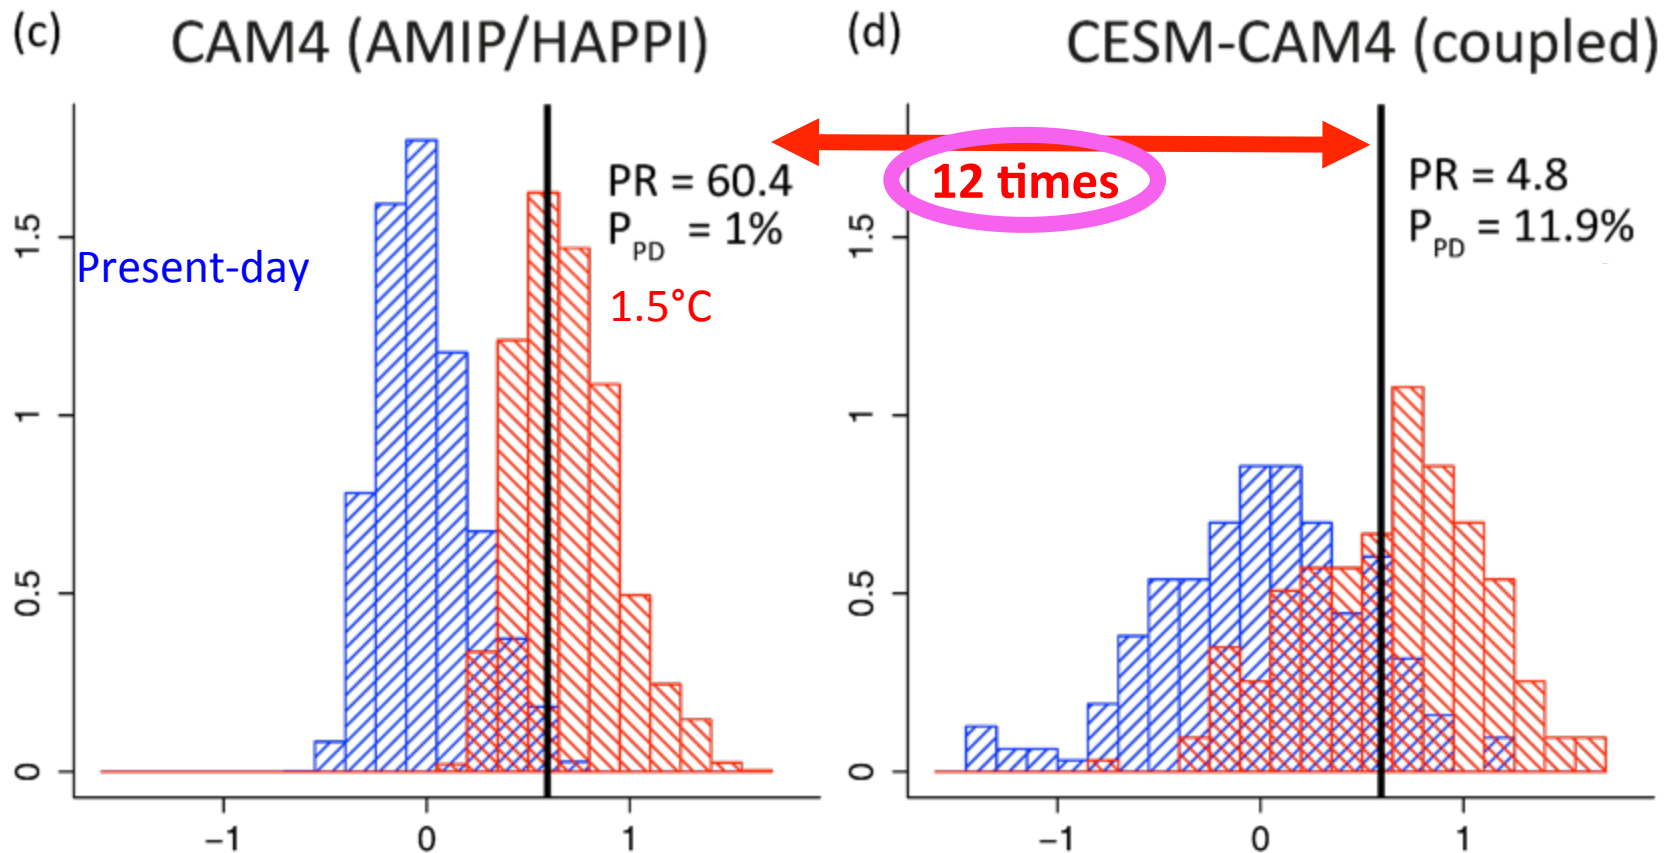 (c) CAM4 (AMIP/HAPPI)
(d) CESM-CAM4 (coupled)
12 times
PR = 60.4
P_PD = 1%
PR = 4.8
P_PD = 11.9%
Present-day
1.5°C
1.5
1
0.5
0
1.5
1
0.5
0
−1 0 1
−1 0 1